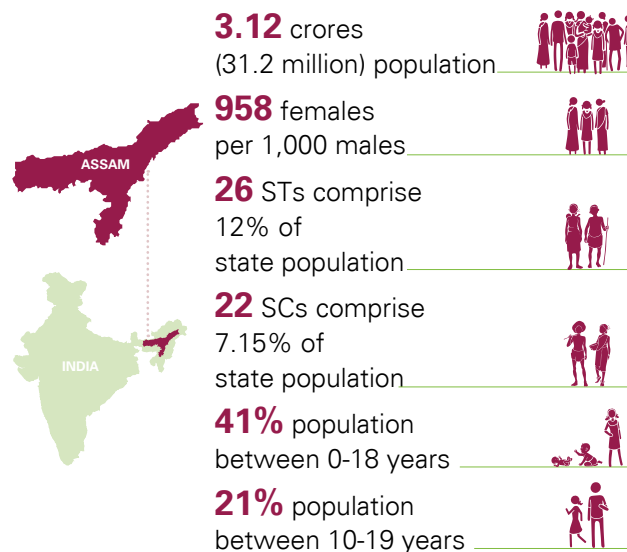 3.12 crores
(31.2 million) population
958 females
per 1,000 males
ASSAM
26 STs comprise
12% of
state population
22 SCs comprise
7.15% of
state population
INDIA
41% population
between 0-18 years
21% population
between 10-19 years